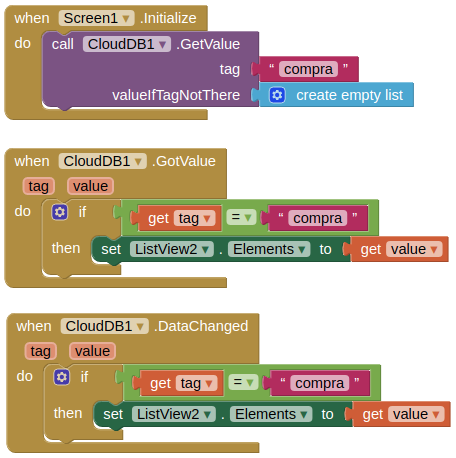 when Screen1 .Initialize
do call CloudDB1 .GetValue
tag “ compra ”
valueIfTagNotThere create empty list
when CloudDB1 .GotValue
tag value
do if get tag = “ compra ”
then set ListView2 . Elements to get value
when CloudDB1 .DataChanged
tag value
do if get tag = “ compra ”
then set ListView2 . Elements to get value